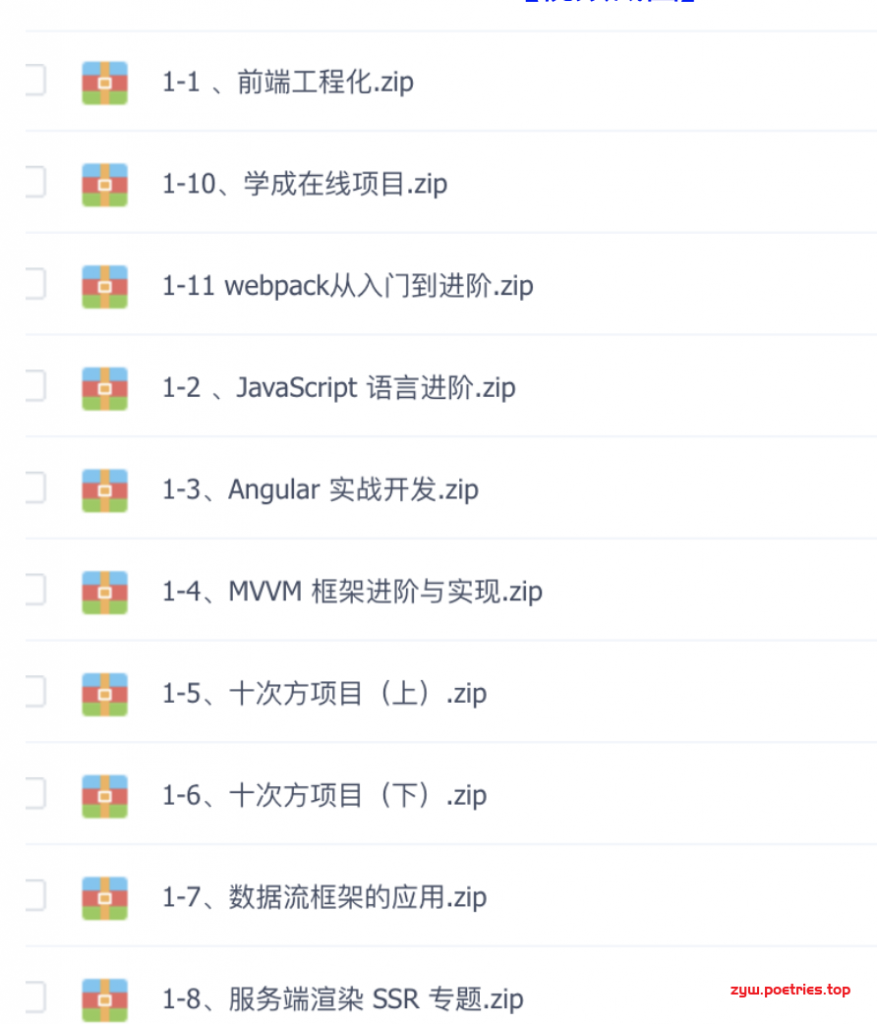 1-1 、前端工程化.zip
1-10、学成在线项目.zip
1-11 webpack从入门到进阶.zip
1-2 、JavaScript 语言进阶.zip
1-3、Angular 实战开发.zip
1-4、MVVM 框架进阶与实现.zip
1-5、十次方项目（上）.zip
1-6、十次方项目（下）.zip
1-7、数据流框架的应用.zip
1-8、服务端渲染 SSR 专题.zip
zyw.poetries.top